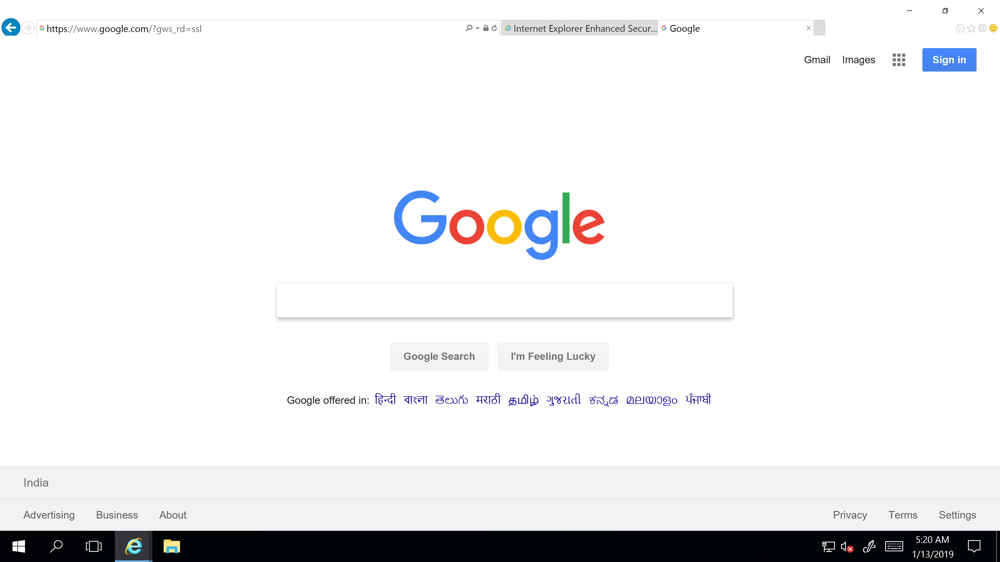 https://www.google.com/?gws_rd=ssl
Internet Explorer Enhanced Secur...
Google
Gmail Images Sign in
Google
Google Search I'm Feeling Lucky
Google offered in: हिन्दी বাংলা తెలుగు मराठी தமிழ் ગુજરાતી ಕನ್ನಡ മലയാളം ਪੰਜਾਬੀ
India
Advertising Business About Privacy Terms Settings
5:20 AM
1/13/2019